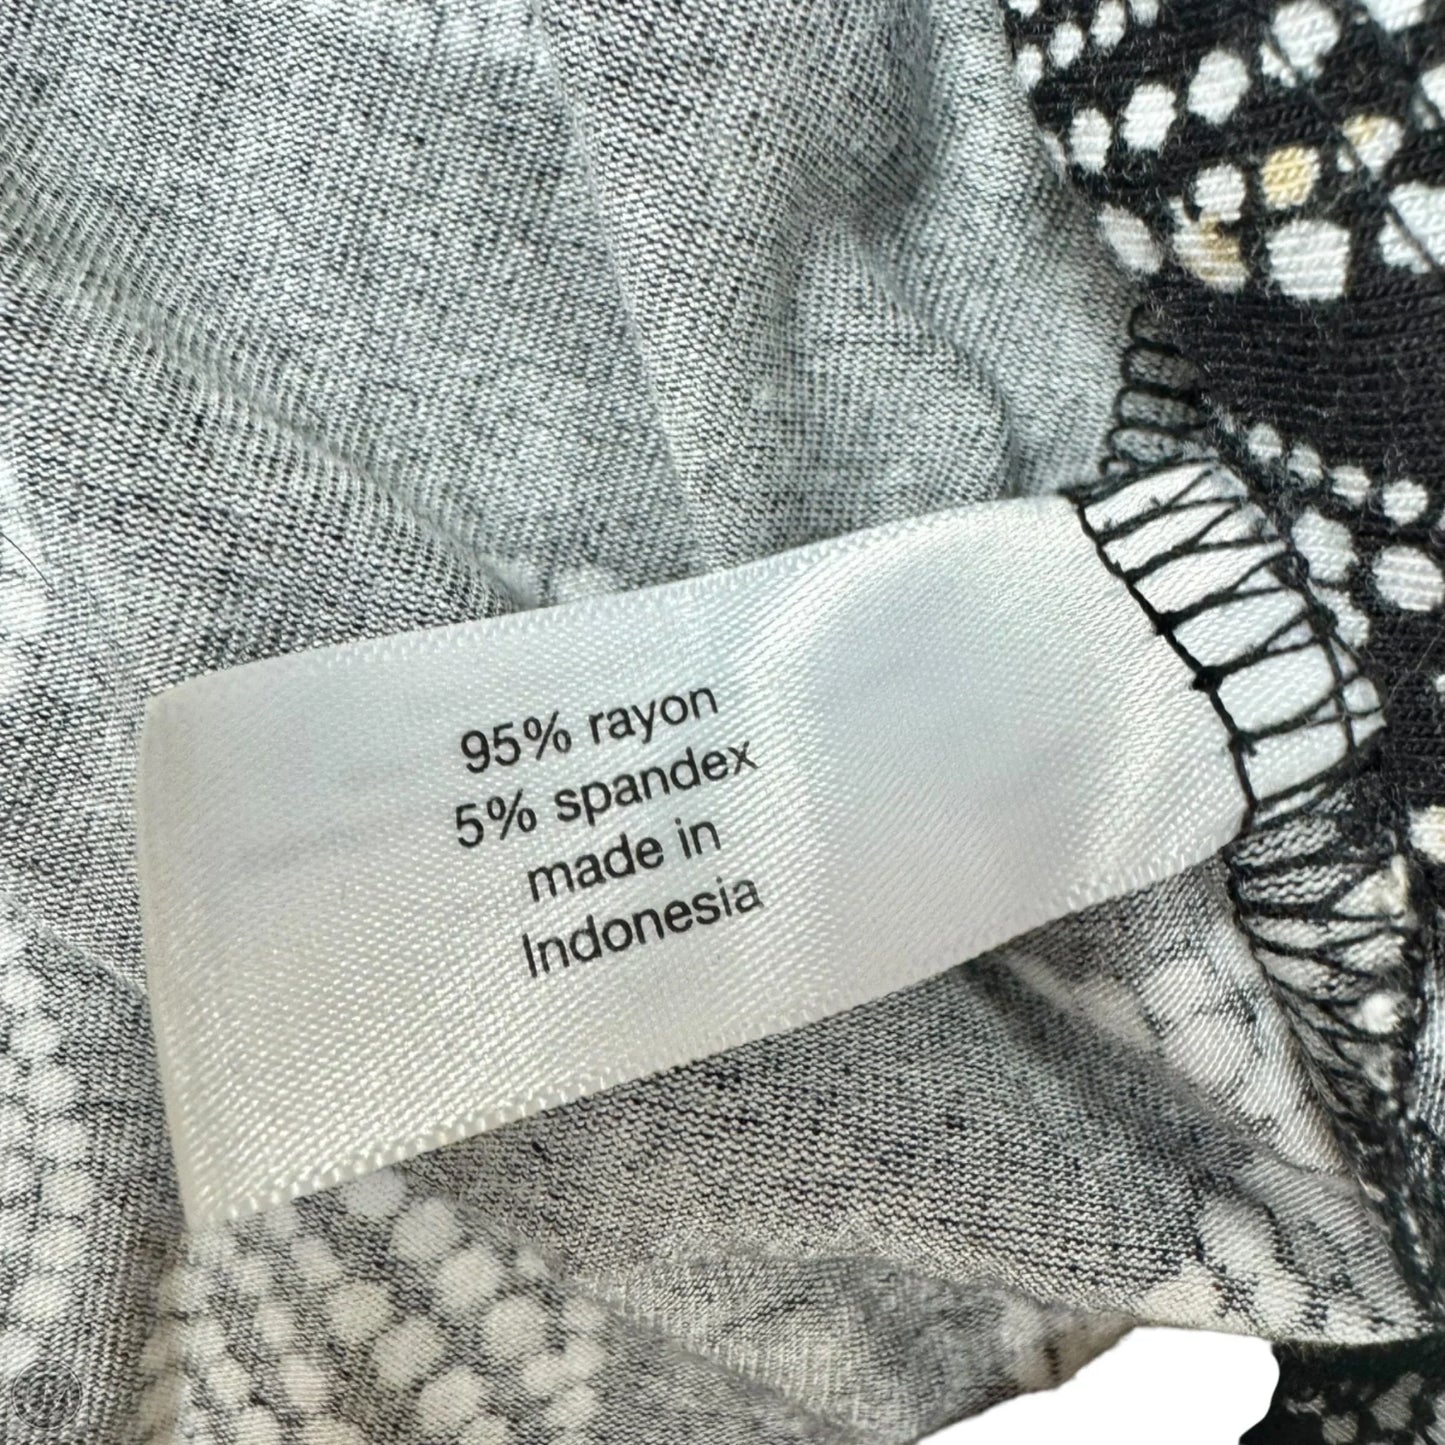 95% rayon
5% spandex
made in
Indonesia